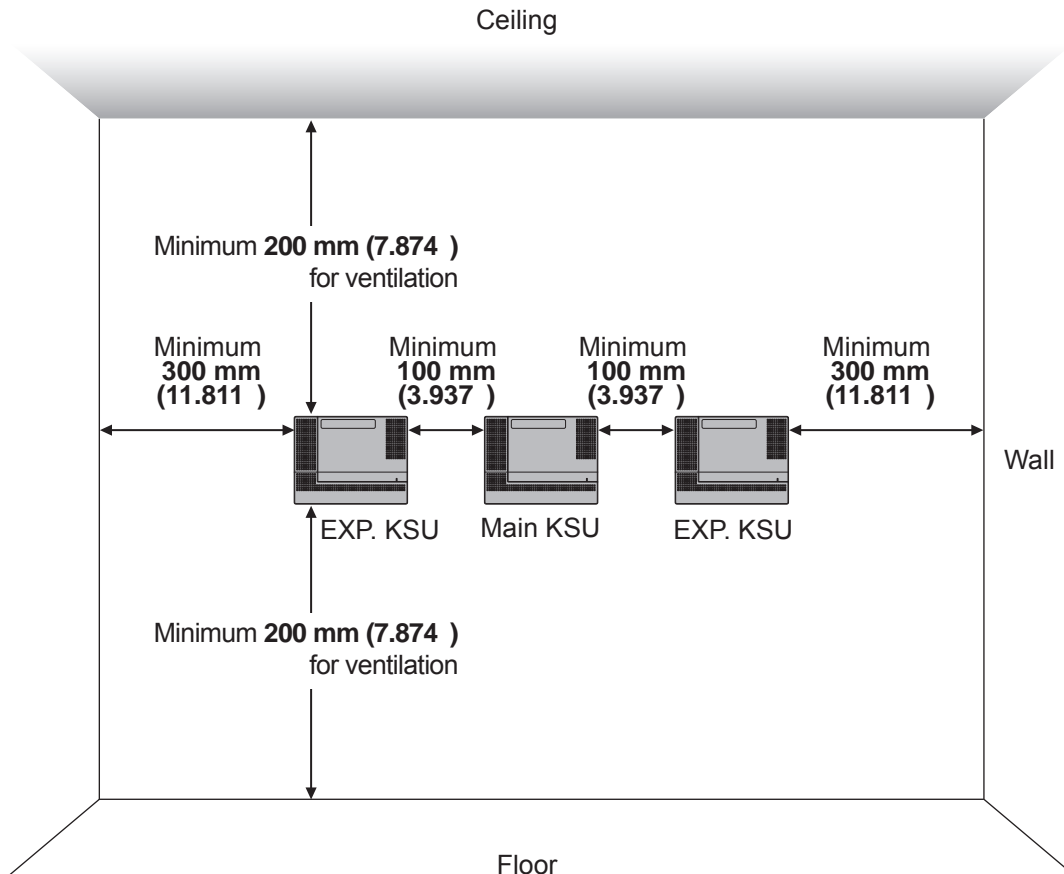 Ceiling
Minimum 200 mm (7.874 )
for ventilation
Minimum
300 mm
(11.811 )
Minimum
100 mm
(3.937 )
Minimum
100 mm
(3.937 )
Minimum
300 mm
(11.811 )
Wall
EXP. KSU
Main KSU
EXP. KSU
Minimum 200 mm (7.874 )
for ventilation
Floor